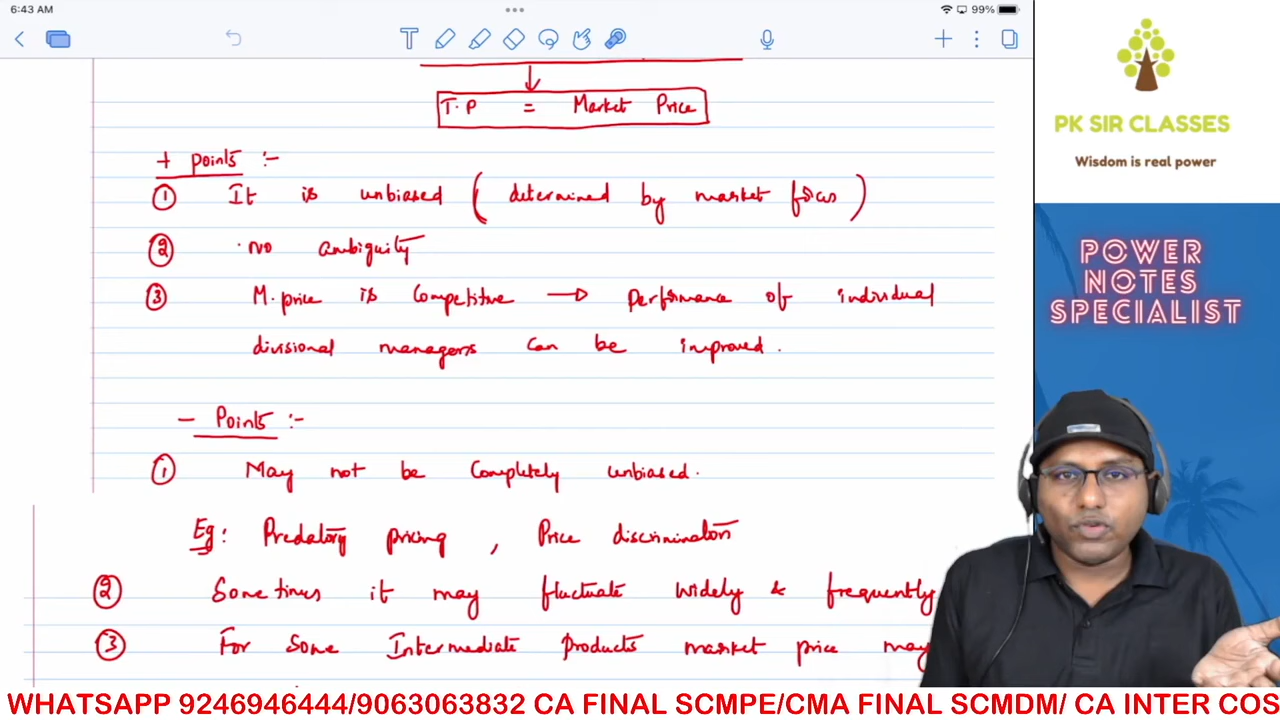 6:43 AM
99%
T
T.P = Market Price
PK SIR CLASSES
Wisdom is real power
+ points :-
① It is unbiased ( determined by market focus )
② no ambiguity
③ M.price is Competitive → Performance of individual
divisional managers can be improved.
POWER
NOTES
SPECIALIST
- Points :-
① May not be Completely unbiased.
Eg: Predatory pricing , Price discrimination
② Sometimes it may fluctuate widely & frequently
③ For Some Intermediate Products market price may
WHATSAPP 9246946444/9063063832 CA FINAL SCMPE/CMA FINAL SCMDM/ CA INTER COS